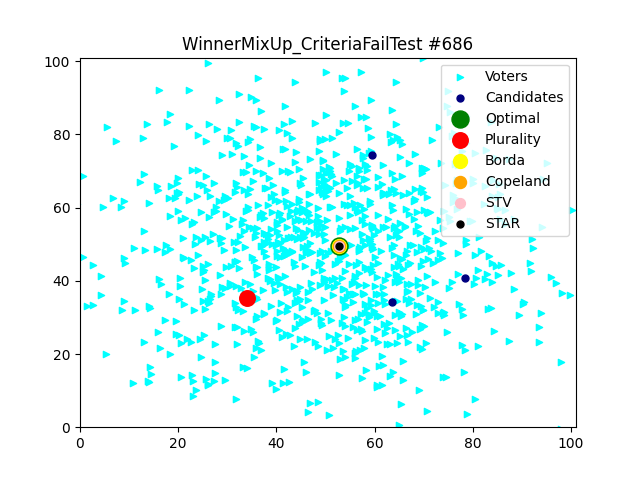 WinnerMixUp_CriteriaFailTest #686
100
80
60
40
20
0
0
20
40
60
80
100
Voters
Candidates
Optimal
Plurality
Borda
Copeland
STV
STAR